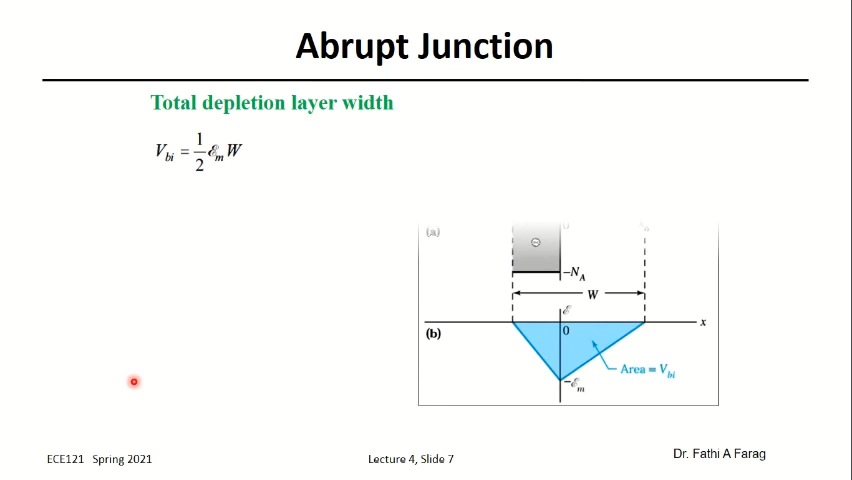 Abrupt Junction
Total depletion layer width
V_bi = 1/2 ℰ_m W
(a)
−N_A
W
ℰ
x
(b)
0
Area = V_bi
−ℰ_m
ECE121 Spring 2021
Lecture 4, Slide 7
Dr. Fathi A Farag